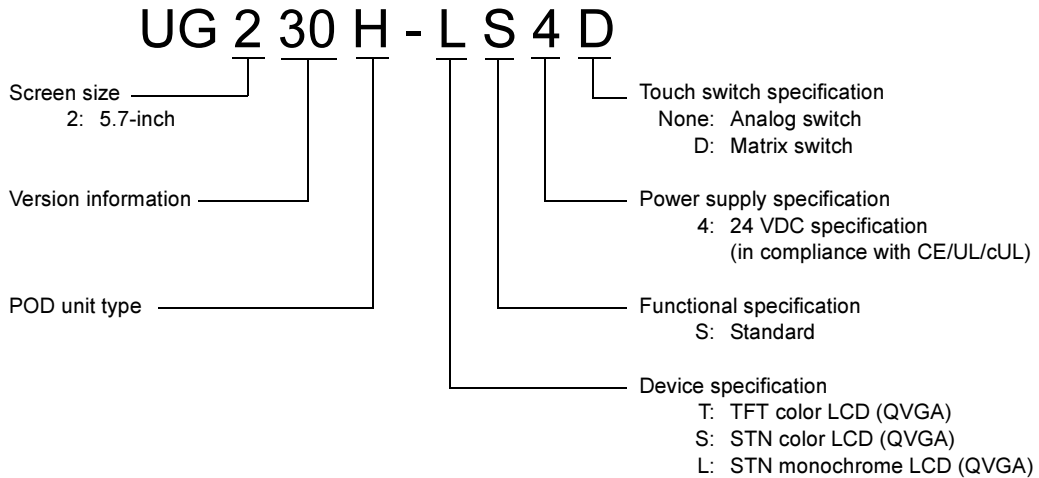 UG 2 30 H - L S 4 D
Screen size
2: 5.7-inch
Version information
POD unit type
Touch switch specification
None: Analog switch
D: Matrix switch
Power supply specification
4: 24 VDC specification
(in compliance with CE/UL/cUL)
Functional specification
S: Standard
Device specification
T: TFT color LCD (QVGA)
S: STN color LCD (QVGA)
L: STN monochrome LCD (QVGA)